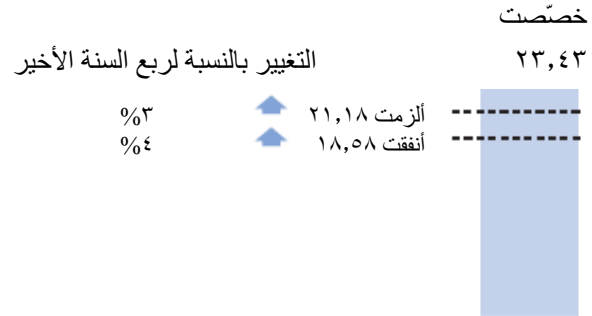 خصّصت
٢٣,٤٣
التغيير بالنسبة لربع السنة الأخير
ألزمت ٢١,١٨ ٣%
أنفقت ١٨,٥٨ ٤%